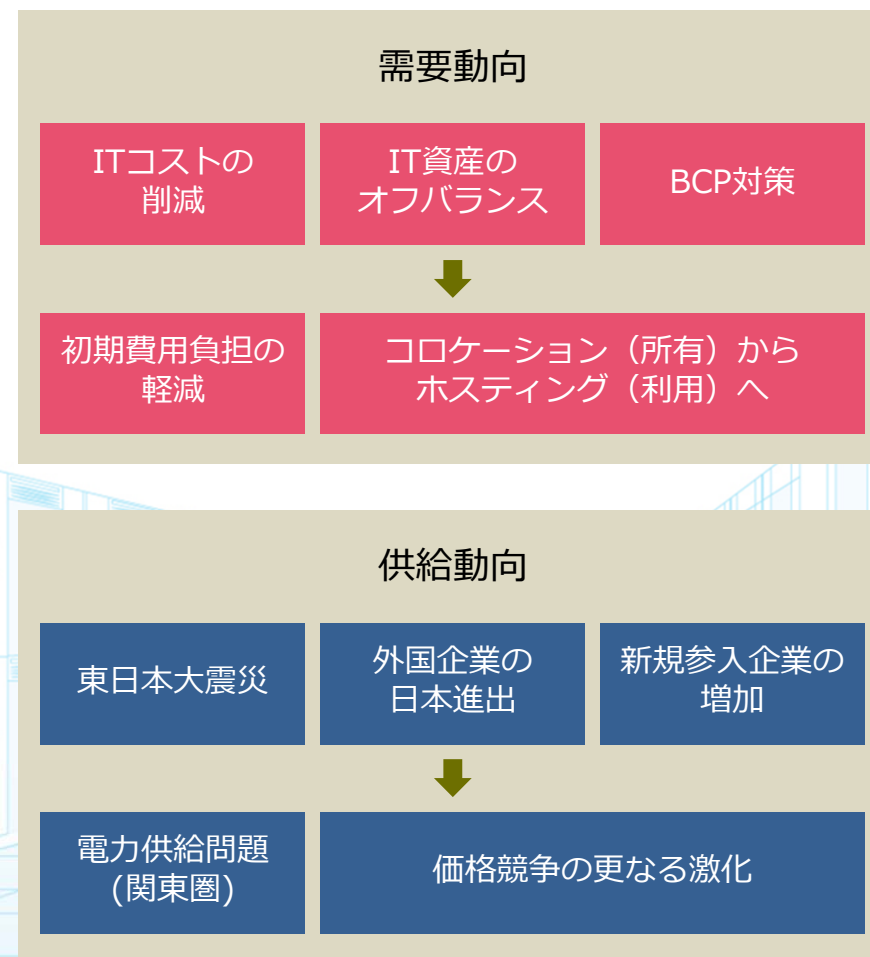 需要動向
ITコストの
削減
IT資産の
オフバランス
BCP対策
初期費用負担の
軽減
コロケーション（所有）から
ホスティング（利用）へ
供給動向
東日本大震災
外国企業の
日本進出
新規参入企業の
増加
電力供給問題
(関東圏)
価格競争の更なる激化